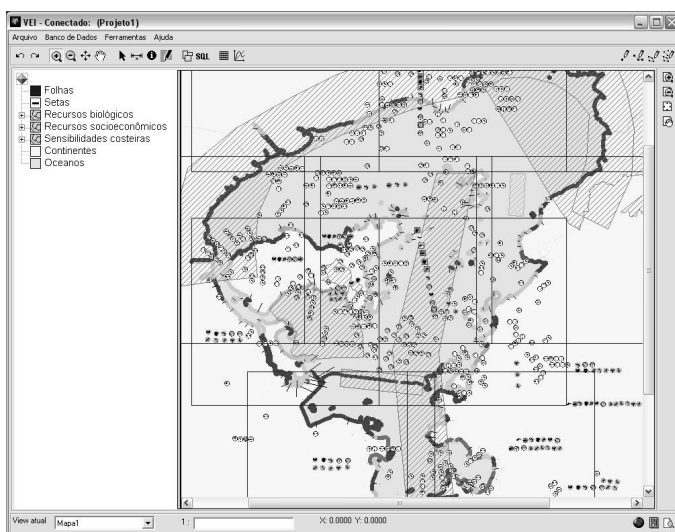 VEI - Conectado: (Projeto1)
Arquivo Banco de Dados Ferramentas Ajuda
SQL
Folhas
Setas
Recursos biológicos
Recursos socioeconômicos
Sensibilidades costeiras
Continentes
Oceanos
View atual Mapa1 1 : X: 0.0000 Y: 0.0000